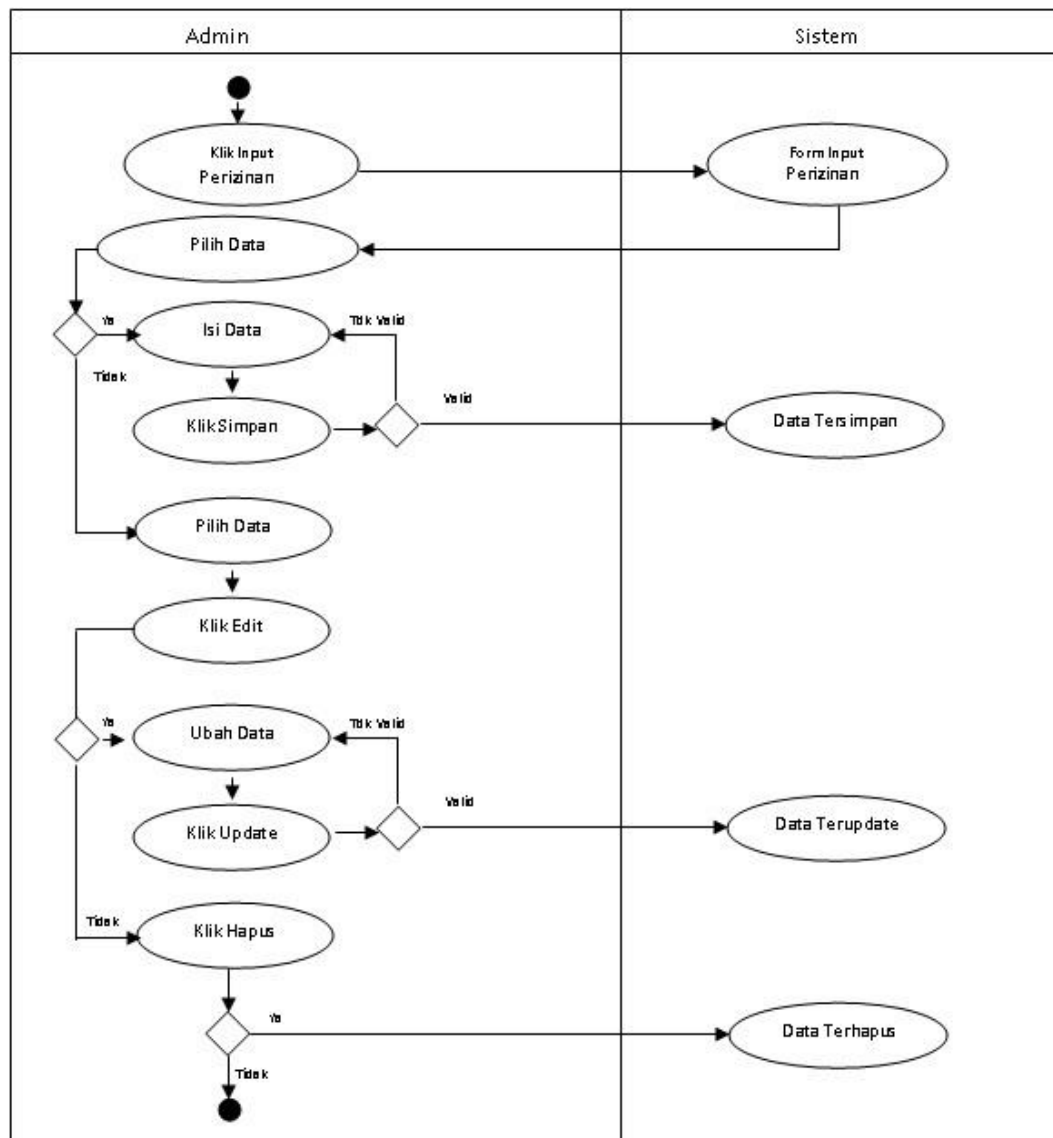 Admin
Sistem
Klik Input
Perizinan
Form Input
Perizinan
Pilih Data
Ya
Isi Data
Tdk Valid
Tidak
Klik Simpan
Valid
Data Tersimpan
Pilih Data
Klik Edit
Ya
Ubah Data
Tdk Valid
Klik Update
Valid
Data Terupdate
Tidak
Klik Hapus
Ya
Data Terhapus
Tidak